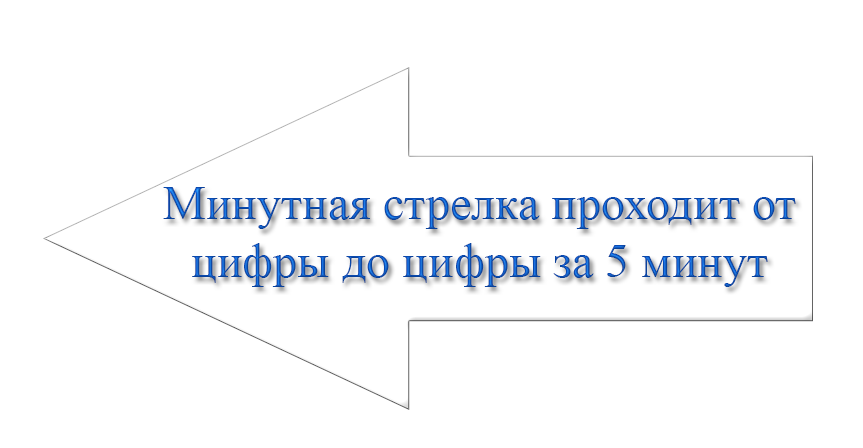 Минутная стрелка проходит от
цифры до цифры за 5 минут